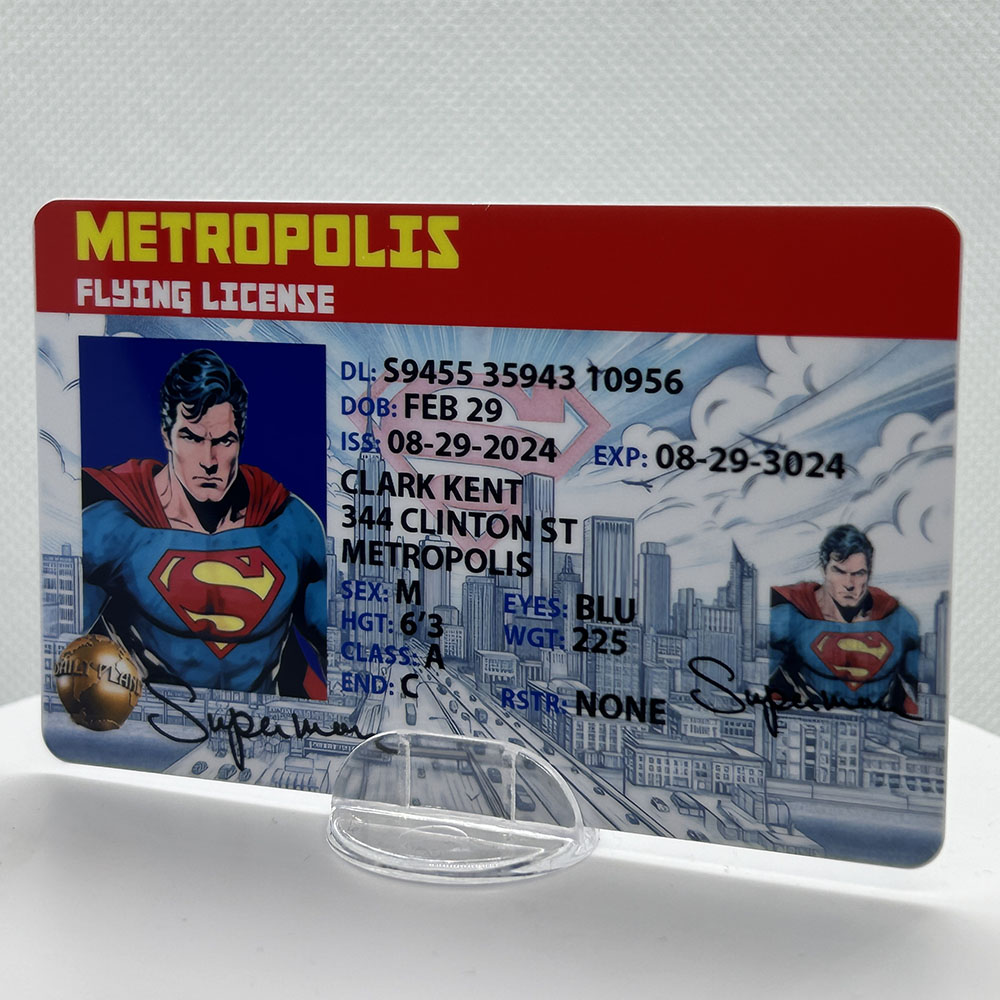 METROPOLIS
FLYING LICENSE
DL: S9455 35943 10956
DOB: FEB 29
ISS: 08-29-2024 EXP: 08-29-3024
CLARK KENT
344 CLINTON ST
METROPOLIS
SEX: M EYES: BLU
HGT: 6'3 WGT: 225
CLASS: A
END: C RSTR: NONE
DAILY PLANET
Superman
Superman